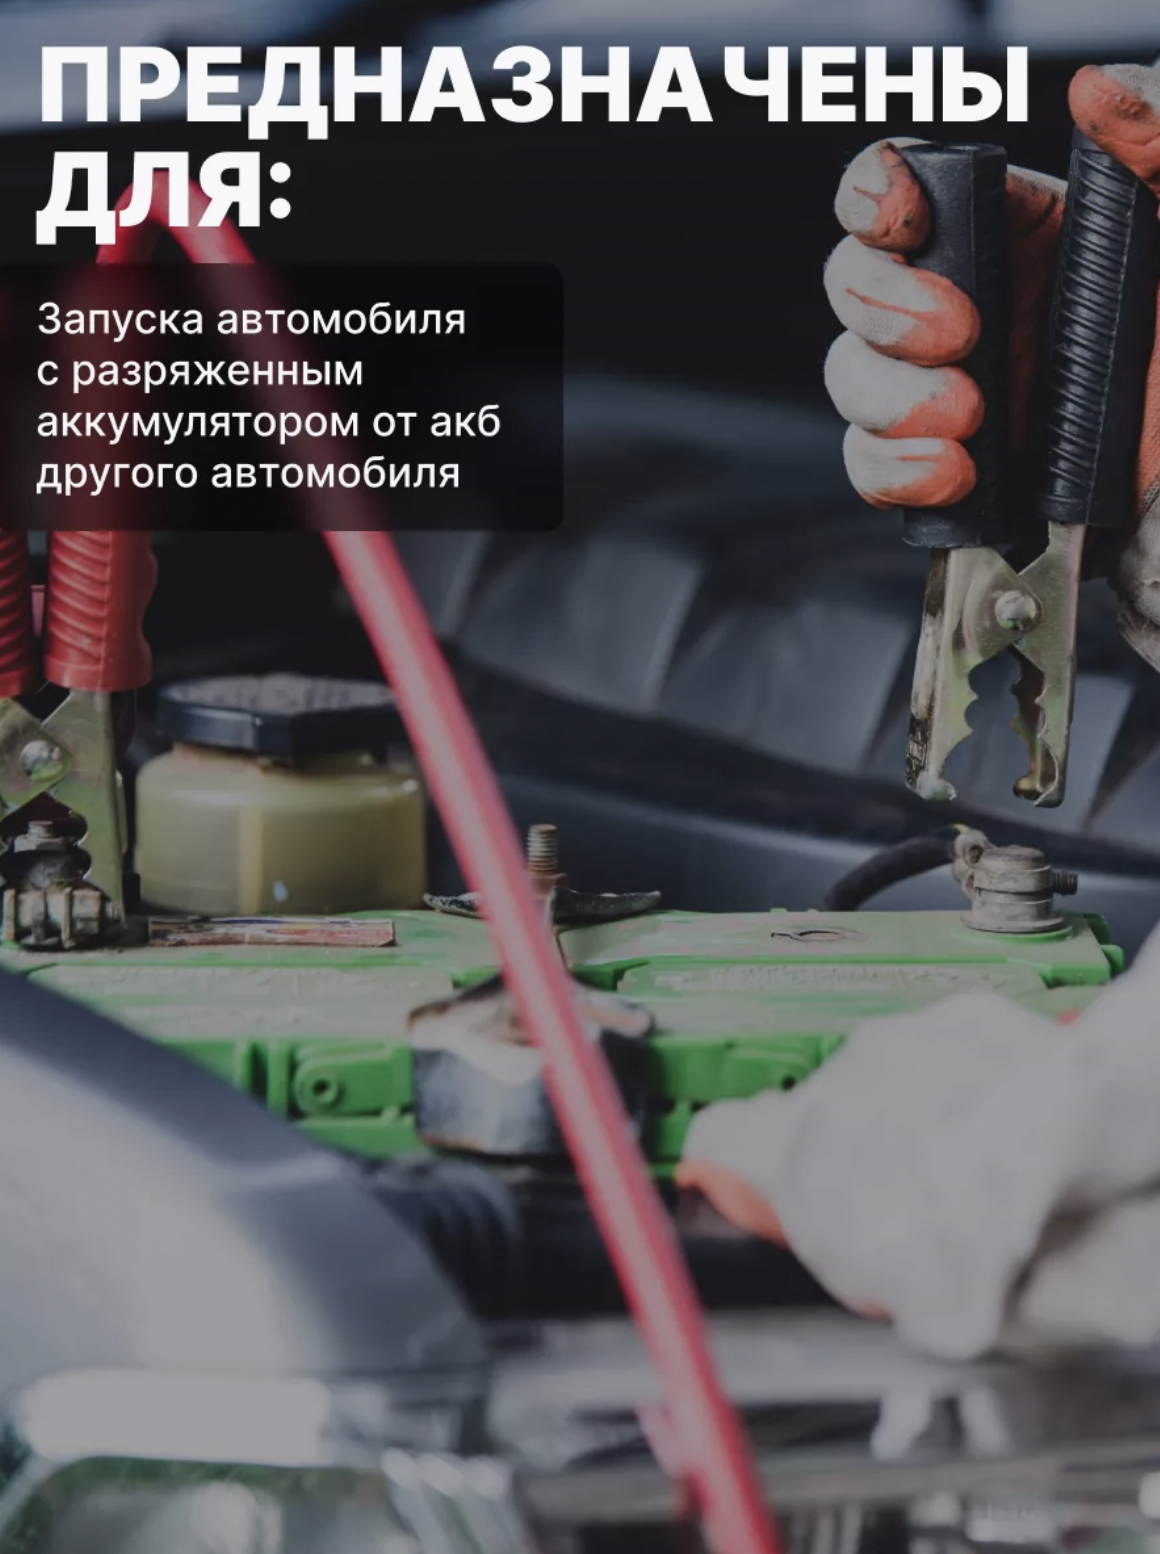 ПРЕДНАЗНАЧЕНЫ
ДЛЯ:
Запуска автомобиля
с разряженным
аккумулятором от акб
другого автомобиля